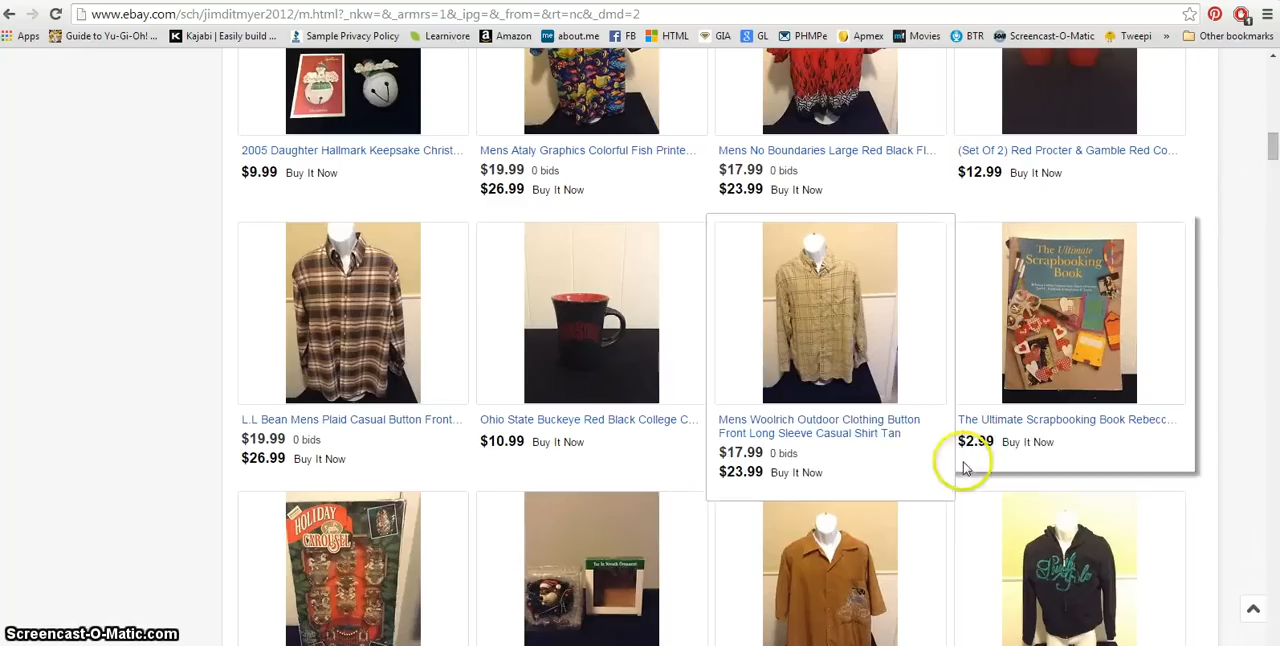 www.ebay.com/sch/jimditmyer2012/m.html?_nkw=&_armrs=1&_ipg=&_from=&rt=nc&_dmd=2
Apps Guide to Yu-Gi-Oh! ... Kajabi | Easily build ... Sample Privacy Policy Learnivore Amazon about.me FB HTML GIA GL PHMPe Apmex Movies BTR Screencast-O-Matic Tweepi » Other bookmarks
2005 Daughter Hallmark Keepsake Christ... Mens Ataly Graphics Colorful Fish Printe... Mens No Boundaries Large Red Black Fl... (Set Of 2) Red Procter & Gamble Red Co...
$9.99 Buy It Now $19.99 0 bids $17.99 0 bids $12.99 Buy It Now
$26.99 Buy It Now $23.99 Buy It Now
The Ultimate
Scrapbooking
Book
L.L Bean Mens Plaid Casual Button Front... Ohio State Buckeye Red Black College C... Mens Woolrich Outdoor Clothing Button The Ultimate Scrapbooking Book Rebecc...
Front Long Sleeve Casual Shirt Tan
$19.99 0 bids $10.99 Buy It Now $17.99 0 bids $2.99 Buy It Now
$26.99 Buy It Now $23.99 Buy It Now
HOLIDAY
CAROUSEL
Screencast-O-Matic.com